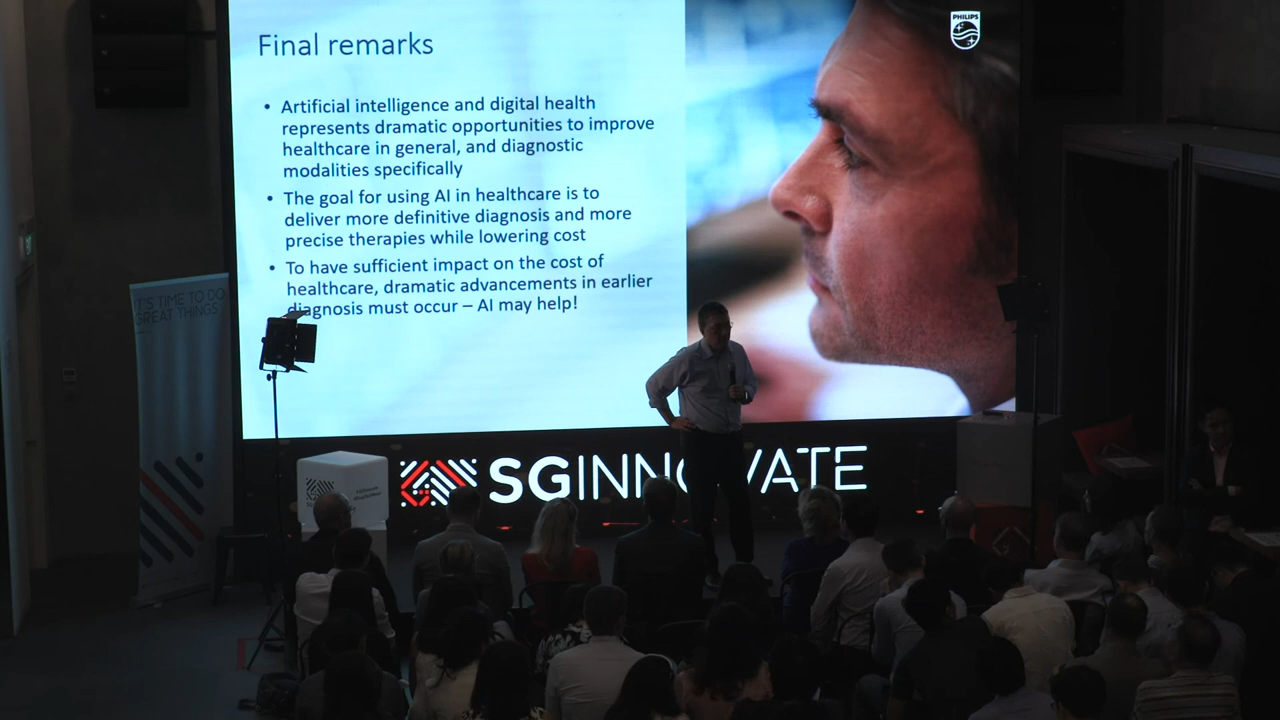 Final remarks
PHILIPS
• Artificial intelligence and digital health
represents dramatic opportunities to improve
healthcare in general, and diagnostic
modalities specifically
• The goal for using AI in healthcare is to
deliver more definitive diagnosis and more
precise therapies while lowering cost
• To have sufficient impact on the cost of
healthcare, dramatic advancements in earlier
diagnosis must occur – AI may help!
IT'S TIME TO DO
GREAT THINGS
SGINNOVATE